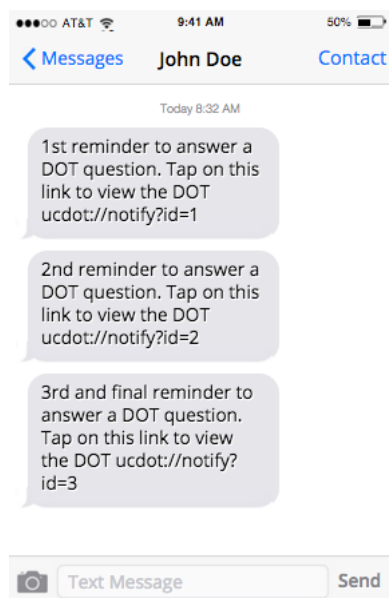 AT&T 9:41 AM 50%
Messages John Doe Contact
Today 8:32 AM
1st reminder to answer a
DOT question. Tap on this
link to view the DOT
ucdot://notify?id=1
2nd reminder to answer a
DOT question. Tap on this
link to view the DOT
ucdot://notify?id=2
3rd and final reminder to
answer a DOT question.
Tap on this link to view
the DOT ucdot://notify?
id=3
Text Message Send